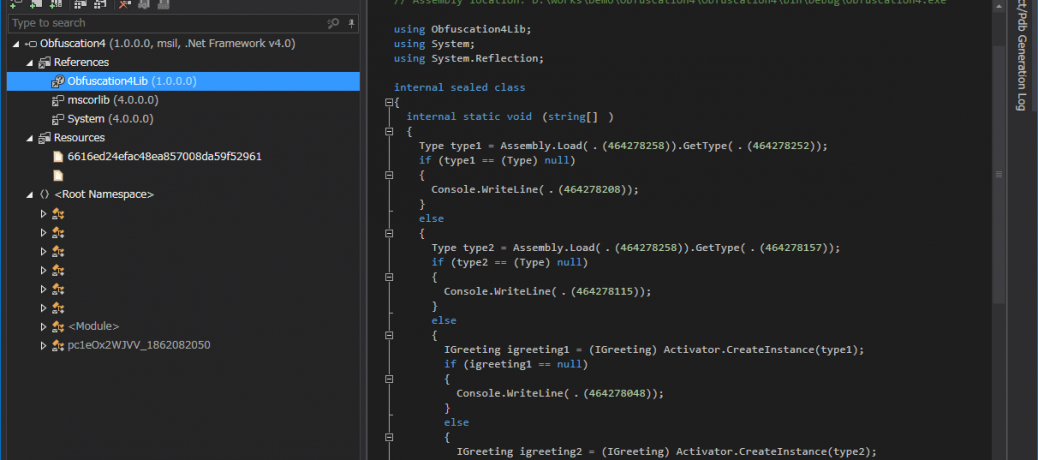 Type to search
Obfuscation4 (1.0.0.0, msil, .Net Framework v4.0)
References
Obfuscation4Lib (1.0.0.0)
mscorlib (4.0.0.0)
System (4.0.0.0)
Resources
6616ed24efac48ea857008da59f52961
<Root Namespace>
<Module>
pc1eOx2WJVV_1862082050
// Assembly location: D:\Works\Demo\Obfuscation4\Obfuscation4\bin\Debug\Obfuscation4.exe
using Obfuscation4Lib;
using System;
using System.Reflection;
internal sealed class
{
internal static void (string[] )
{
Type type1 = Assembly.Load( . (464278258)).GetType( . (464278252));
if (type1 == (Type) null)
{
Console.WriteLine( . (464278208));
}
else
{
Type type2 = Assembly.Load( . (464278258)).GetType( . (464278157));
if (type2 == (Type) null)
{
Console.WriteLine( . (464278115));
}
else
{
IGreeting igreeting1 = (IGreeting) Activator.CreateInstance(type1);
if (igreeting1 == null)
{
Console.WriteLine( . (464278048));
}
else
{
IGreeting igreeting2 = (IGreeting) Activator.CreateInstance(type2);
ct/Pdb Generation Log